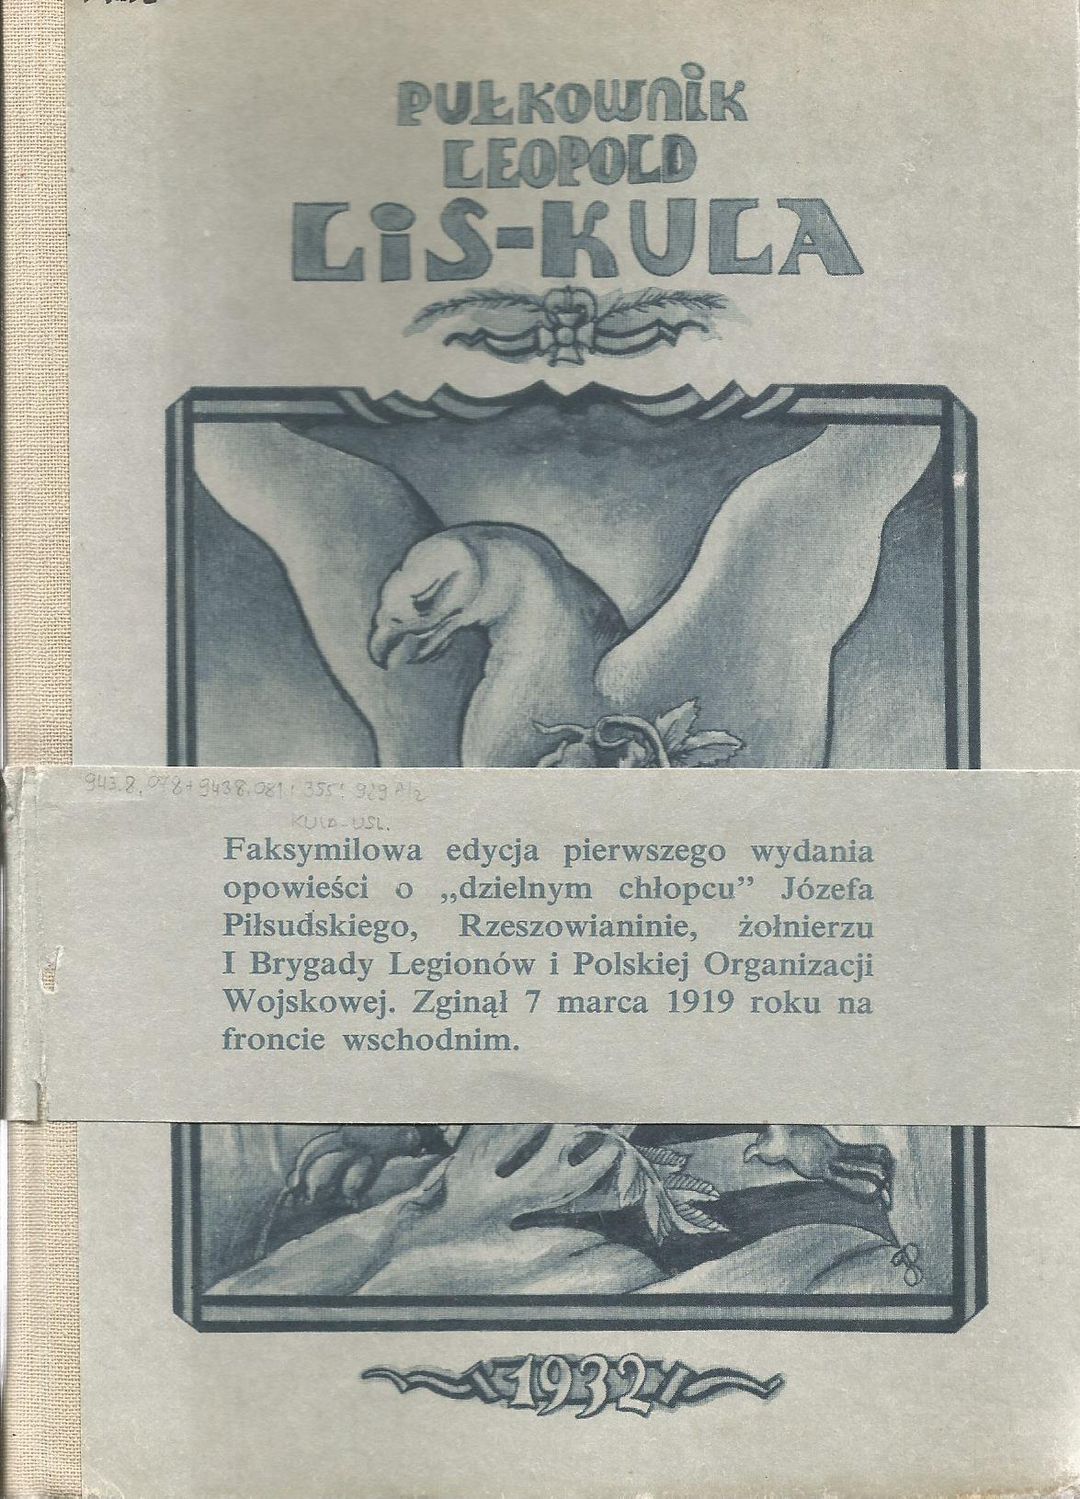 PUŁKOWNIK
LEOPOLD
LIS-KULA
Faksymilowa edycja pierwszego wydania
opowieści o „dzielnym chłopcu” Józefa
Piłsudskiego, Rzeszowianinie, żołnierzu
I Brygady Legionów i Polskiej Organizacji
Wojskowej. Zginął 7 marca 1919 roku na
froncie wschodnim.
1932